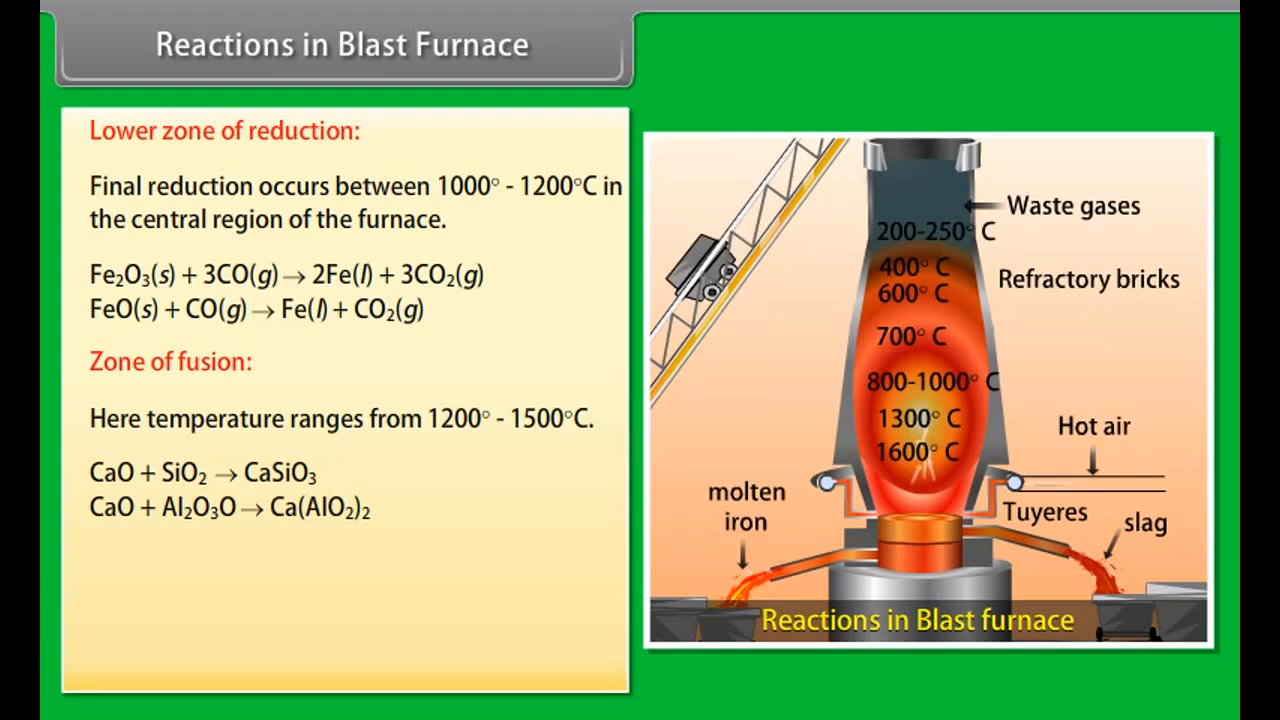 Reactions in Blast Furnace
Lower zone of reduction:
Final reduction occurs between 1000° - 1200°C in
the central region of the furnace.
Fe₂O₃(s) + 3CO(g) → 2Fe(l) + 3CO₂(g)
FeO(s) + CO(g) → Fe(l) + CO₂(g)
Zone of fusion:
Here temperature ranges from 1200° - 1500°C.
CaO + SiO₂ → CaSiO₃
CaO + Al₂O₃O → Ca(AlO₂)₂
Waste gases
200-250° C
400° C
Refractory bricks
600° C
700° C
800-1000° C
1300° C
Hot air
1600° C
molten
iron
Tuyeres
slag
Reactions in Blast furnace